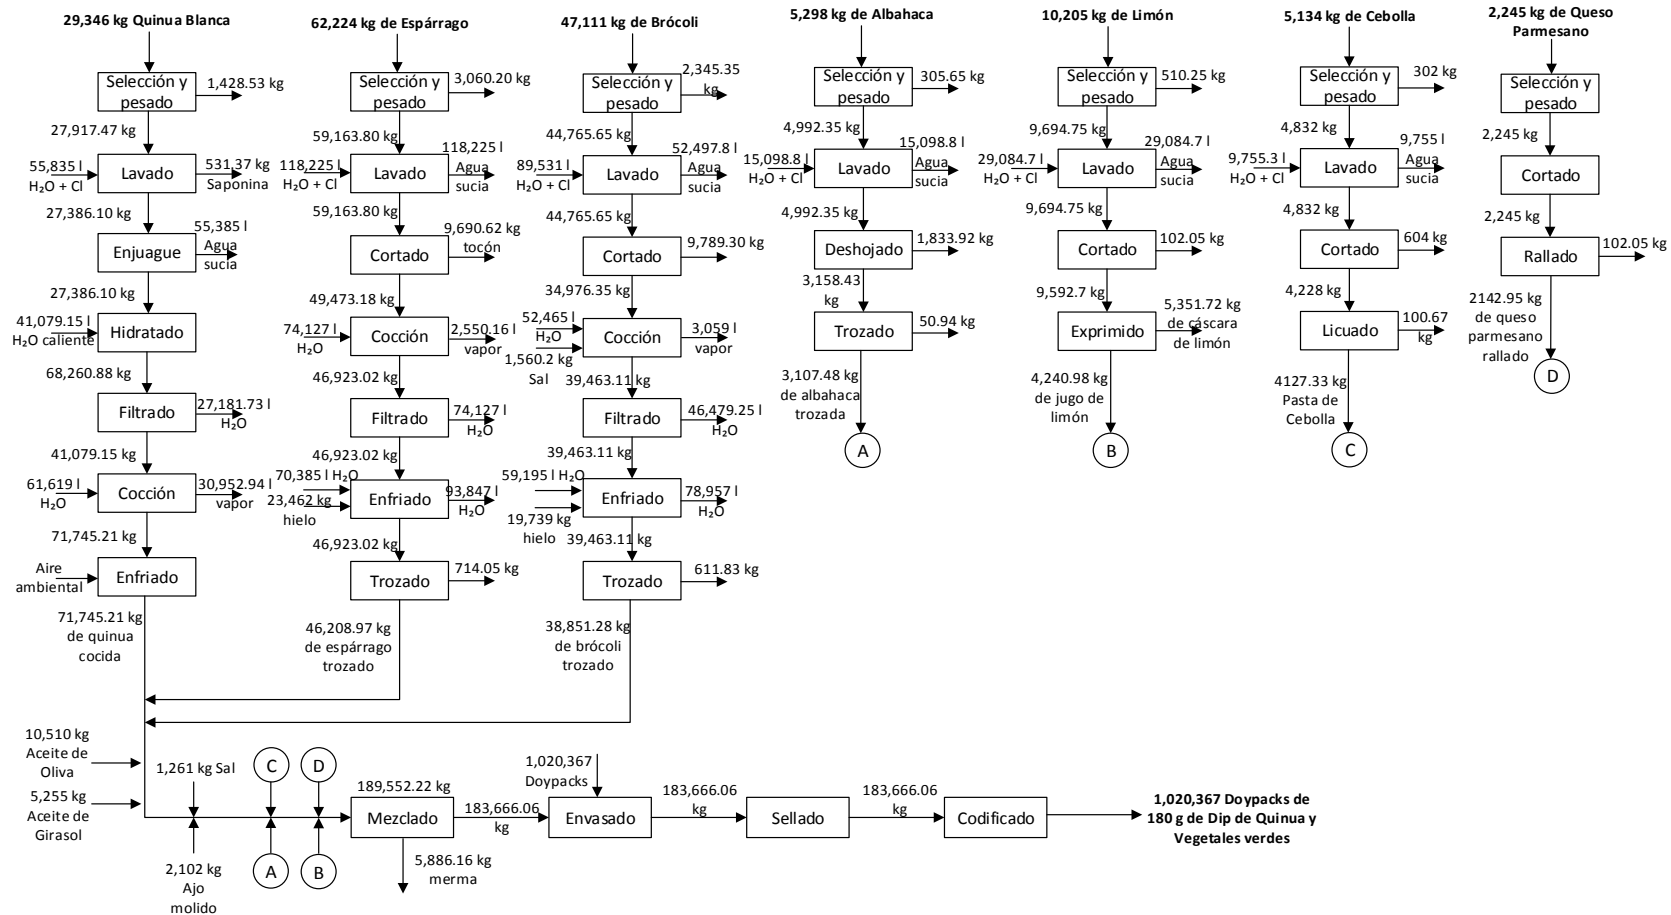 29,346 kg Quinua Blanca
Selección y
pesado
1,428.53 kg
27,917.47 kg
55,835 l
H₂O + Cl
Lavado
531.37 kg
Saponina
27,386.10 kg
Enjuague
55,385 l
Agua
sucia
27,386.10 kg
41,079.15 l
H₂O caliente
Hidratado
68,260.88 kg
Filtrado
27,181.73 l
H₂O
41,079.15 kg
61,619 l
H₂O
Cocción
30,952.94 l
vapor
71,745.21 kg
Aire
ambiental
Enfriado
71,745.21 kg
de quinua
cocida
62,224 kg de Espárrago
Selección y
pesado
3,060.20 kg
59,163.80 kg
118,225 l
H₂O + Cl
Lavado
118,225 l
Agua
sucia
59,163.80 kg
Cortado
9,690.62 kg
tocón
49,473.18 kg
74,127 l
H₂O
Cocción
2,550.16 l
vapor
46,923.02 kg
Filtrado
74,127 l
H₂O
46,923.02 kg
70,385 l H₂O
23,462 kg
hielo
Enfriado
93,847 l
H₂O
46,923.02 kg
Trozado
714.05 kg
46,208.97 kg
de espárrago
trozado
47,111 kg de Brócoli
Selección y
pesado
2,345.35
kg
44,765.65 kg
89,531 l
H₂O + Cl
Lavado
52,497.8 l
Agua
sucia
44,765.65 kg
Cortado
9,789.30 kg
34,976.35 kg
52,465 l
H₂O
1,560.2 kg
Sal
Cocción
3,059 l
vapor
39,463.11 kg
Filtrado
46,479.25 l
H₂O
39,463.11 kg
59,195 l H₂O
19,739 kg
hielo
Enfriado
78,957 l
H₂O
39,463.11 kg
Trozado
611.83 kg
38,851.28 kg
de brócoli
trozado
5,298 kg de Albahaca
Selección y
pesado
305.65 kg
4,992.35 kg
15,098.8 l
H₂O + Cl
Lavado
15,098.8 l
Agua
sucia
4,992.35 kg
Deshojado
1,833.92 kg
3,158.43
kg
Trozado
50.94 kg
3,107.48 kg
de albahaca
trozada
A
10,205 kg de Limón
Selección y
pesado
510.25 kg
9,694.75 kg
29,084.7 l
H₂O + Cl
Lavado
29,084.7 l
Agua
sucia
9,694.75 kg
Cortado
102.05 kg
9,592.7 kg
Exprimido
5,351.72 kg
de cáscara
de limón
4,240.98 kg
de jugo de
limón
B
5,134 kg de Cebolla
Selección y
pesado
302 kg
4,832 kg
9,755.3 l
H₂O + Cl
Lavado
9,755 l
Agua
sucia
4,832 kg
Cortado
604 kg
4,228 kg
Licuado
100.67
kg
4127.33 kg
Pasta de
Cebolla
C
2,245 kg de Queso
Parmesano
Selección y
pesado
2,245 kg
Cortado
2,245 kg
Rallado
102.05 kg
2142.95 kg
de queso
parmesano
rallado
D
10,510 kg
Aceite de
Oliva
5,255 kg
Aceite de
Girasol
1,261 kg Sal
2,102 kg
Ajo
molido
C
D
A
B
189,552.22 kg
Mezclado
5,886.16 kg
merma
183,666.06
kg
1,020,367
Doypacks
Envasado
183,666.06
kg
Sellado
183,666.06
kg
Codificado
1,020,367 Doypacks de
180 g de Dip de Quinua y
Vegetales verdes